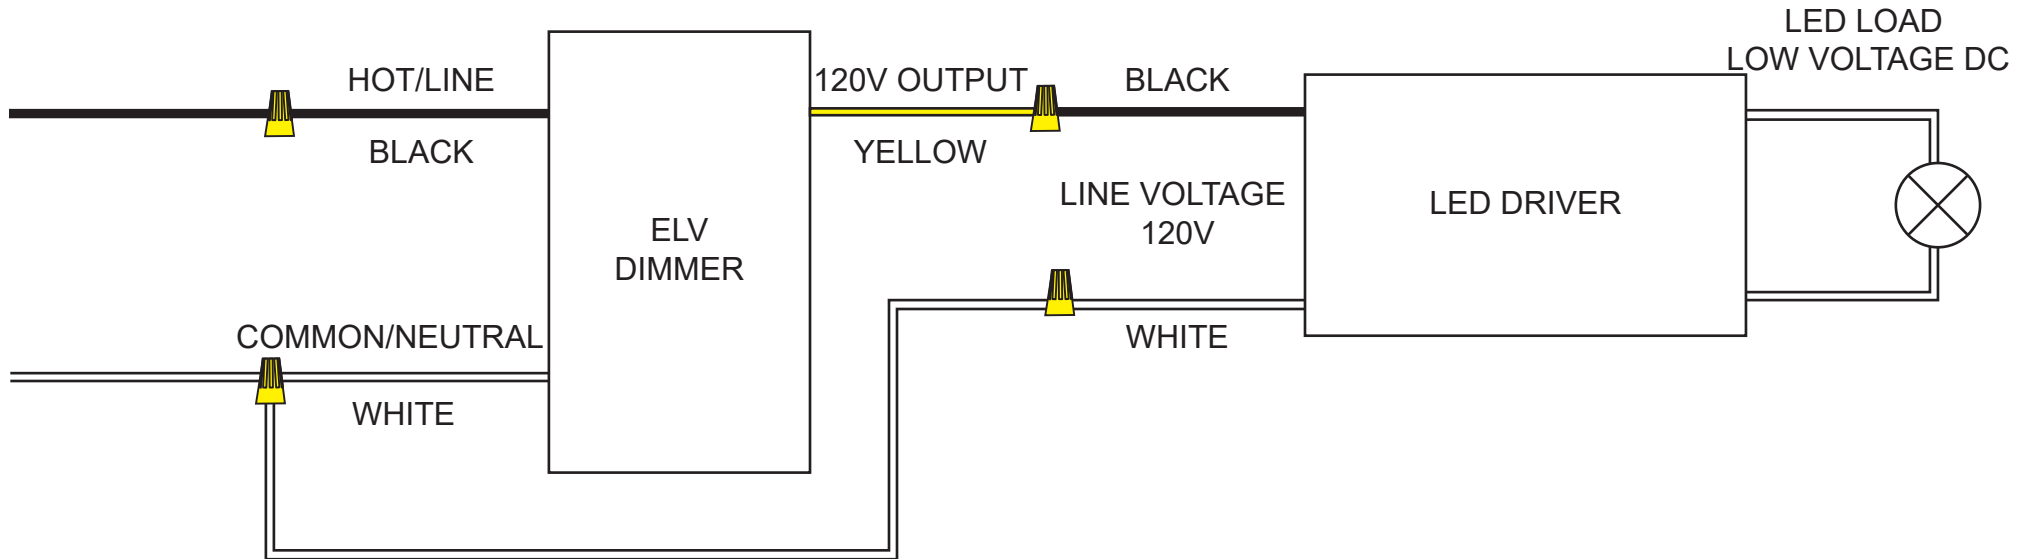 LED LOAD
LOW VOLTAGE DC
HOT/LINE
120V OUTPUT
BLACK
BLACK
YELLOW
LINE VOLTAGE
120V
LED DRIVER
ELV
DIMMER
COMMON/NEUTRAL
WHITE
WHITE